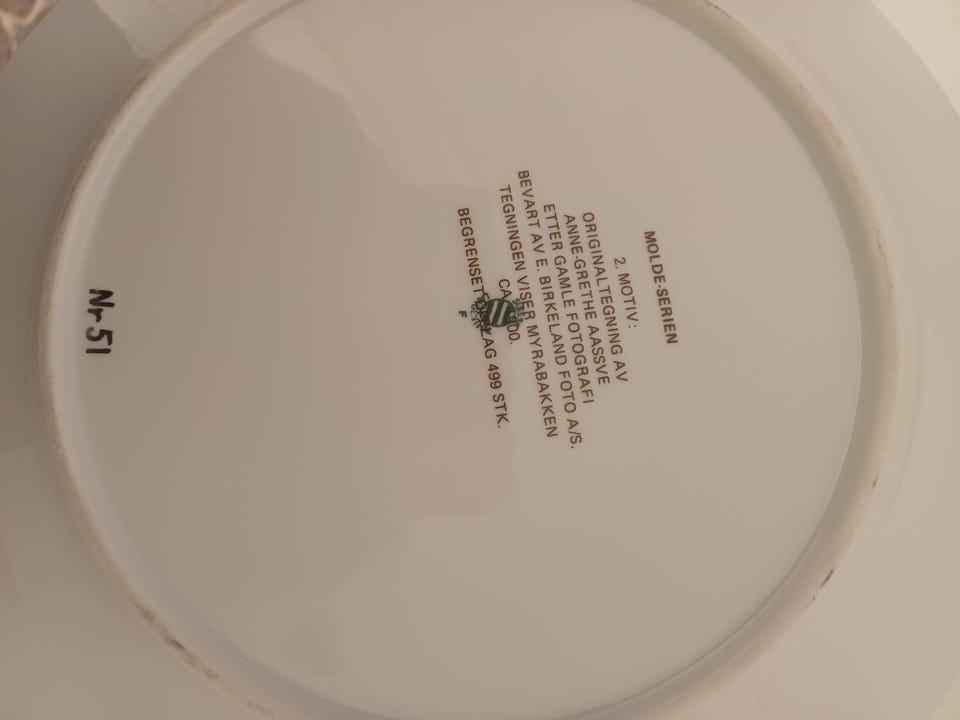 MOLDE-SERIEN
2. MOTIV:
ORIGINALTEGNING AV
ANNE-GRETHE AASSVE
ETTER GAMLE FOTOGRAFI
BEVART AV E. BIRKELAND FOTO A/S.
TEGNINGEN VISER MYRABAKKEN
BEGRENSET 499 STK.
F
Nr 51